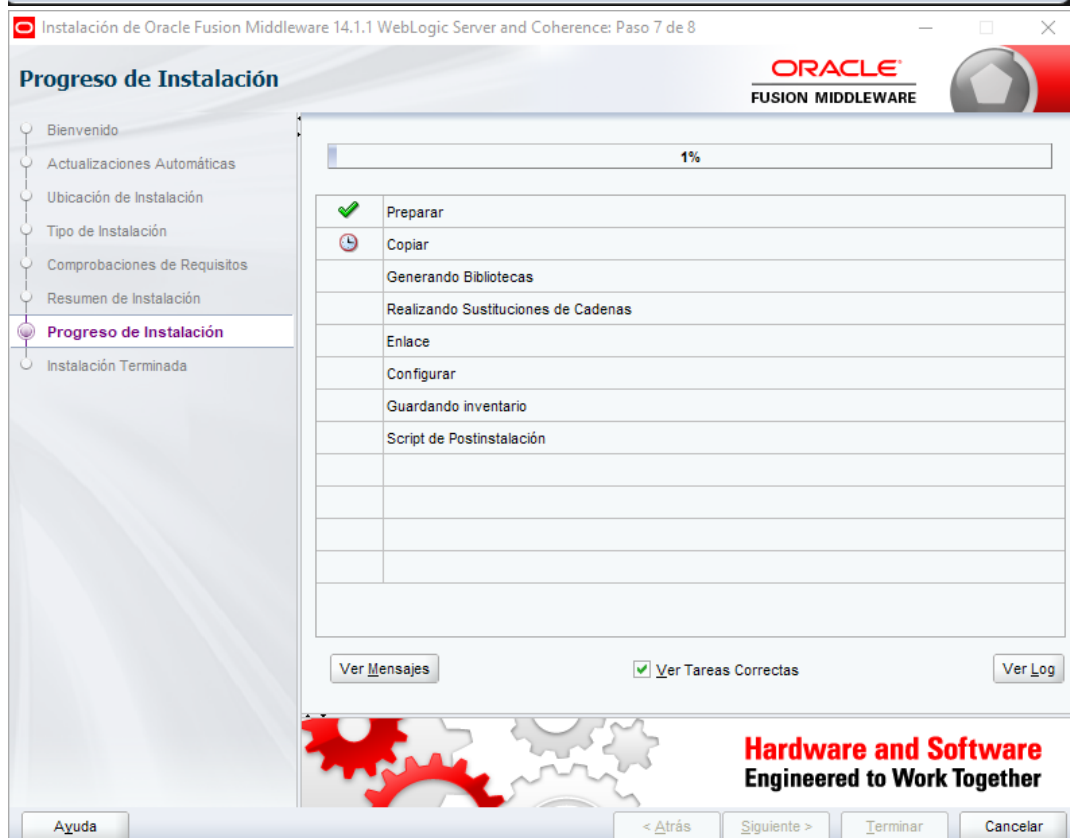 Instalación de Oracle Fusion Middleware 14.1.1 WebLogic Server and Coherence: Paso 7 de 8
Progreso de Instalación
ORACLE
FUSION MIDDLEWARE
Bienvenido
Actualizaciones Automáticas
Ubicación de Instalación
Tipo de Instalación
Comprobaciones de Requisitos
Resumen de Instalación
Progreso de Instalación
Instalación Terminada
1%
Preparar
Copiar
Generando Bibliotecas
Realizando Sustituciones de Cadenas
Enlace
Configurar
Guardando inventario
Script de Postinstalación
Ver Mensajes
Ver Tareas Correctas
Ver Log
Hardware and Software
Engineered to Work Together
Ayuda
< Atrás
Siguiente >
Terminar
Cancelar